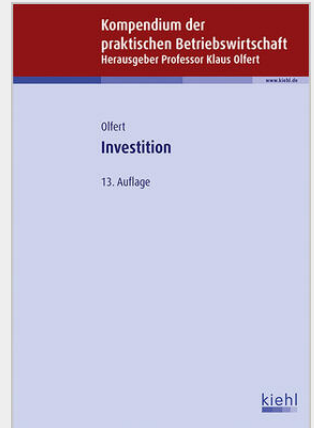 Kompendium der
praktischen Betriebswirtschaft
Herausgeber Professor Klaus Olfert
www.kiehl.de
Olfert
Investition
13. Auflage
kiehl